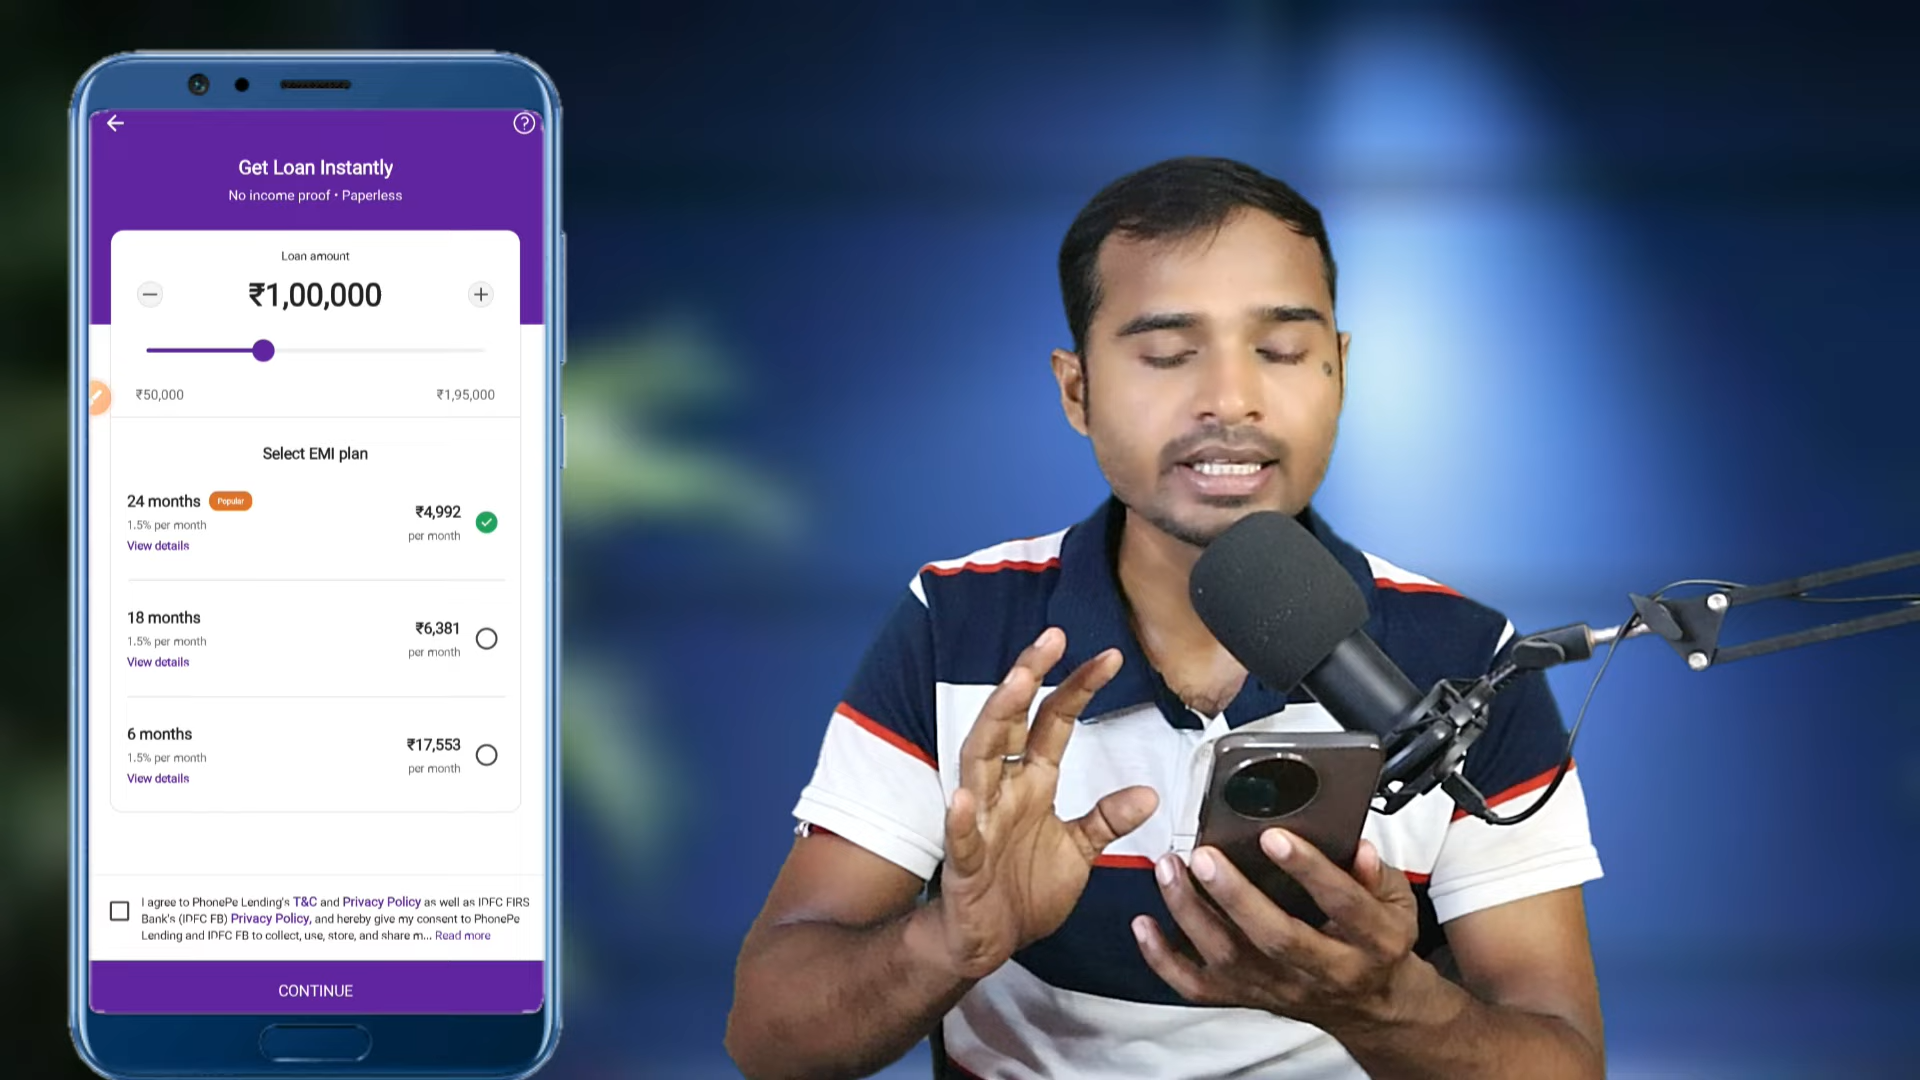 Get Loan Instantly
No income proof • Paperless
Loan amount
₹1,00,000
₹50,000 ₹1,95,000
Select EMI plan
24 months Popular
₹4,992
1.5% per month
per month
View details
18 months
₹6,381
1.5% per month
per month
View details
6 months
₹17,553
1.5% per month
per month
View details
I agree to PhonePe Lending's T&C and Privacy Policy as well as IDFC FIRS
Bank's (IDFC FB) Privacy Policy, and hereby give my consent to PhonePe
Lending and IDFC FB to collect, use, store, and share m... Read more
CONTINUE